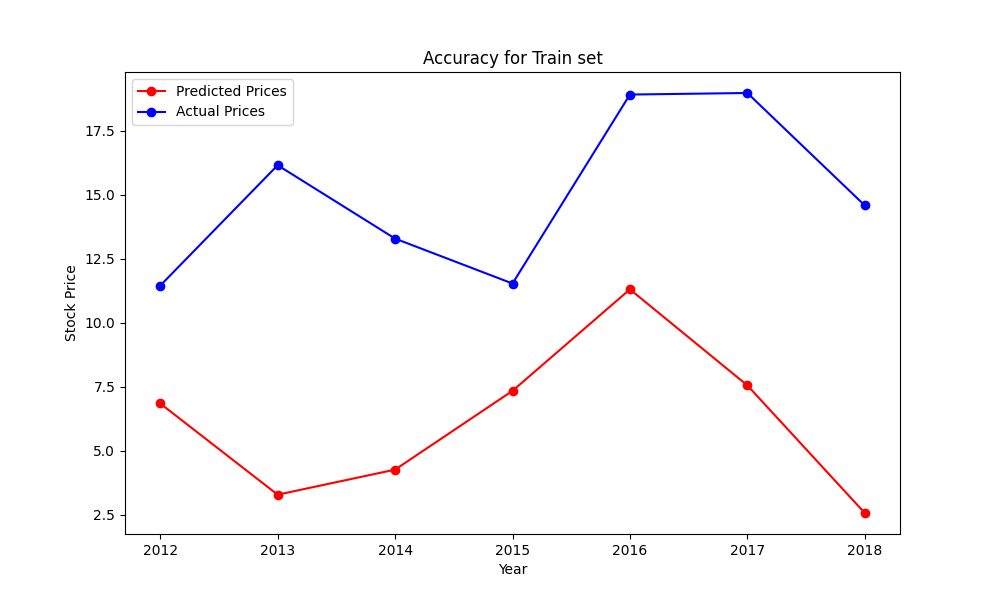 Accuracy for Train set
Predicted Prices
Actual Prices
Stock Price
17.5
15.0
12.5
10.0
7.5
5.0
2.5
2012 2013 2014 2015 2016 2017 2018
Year